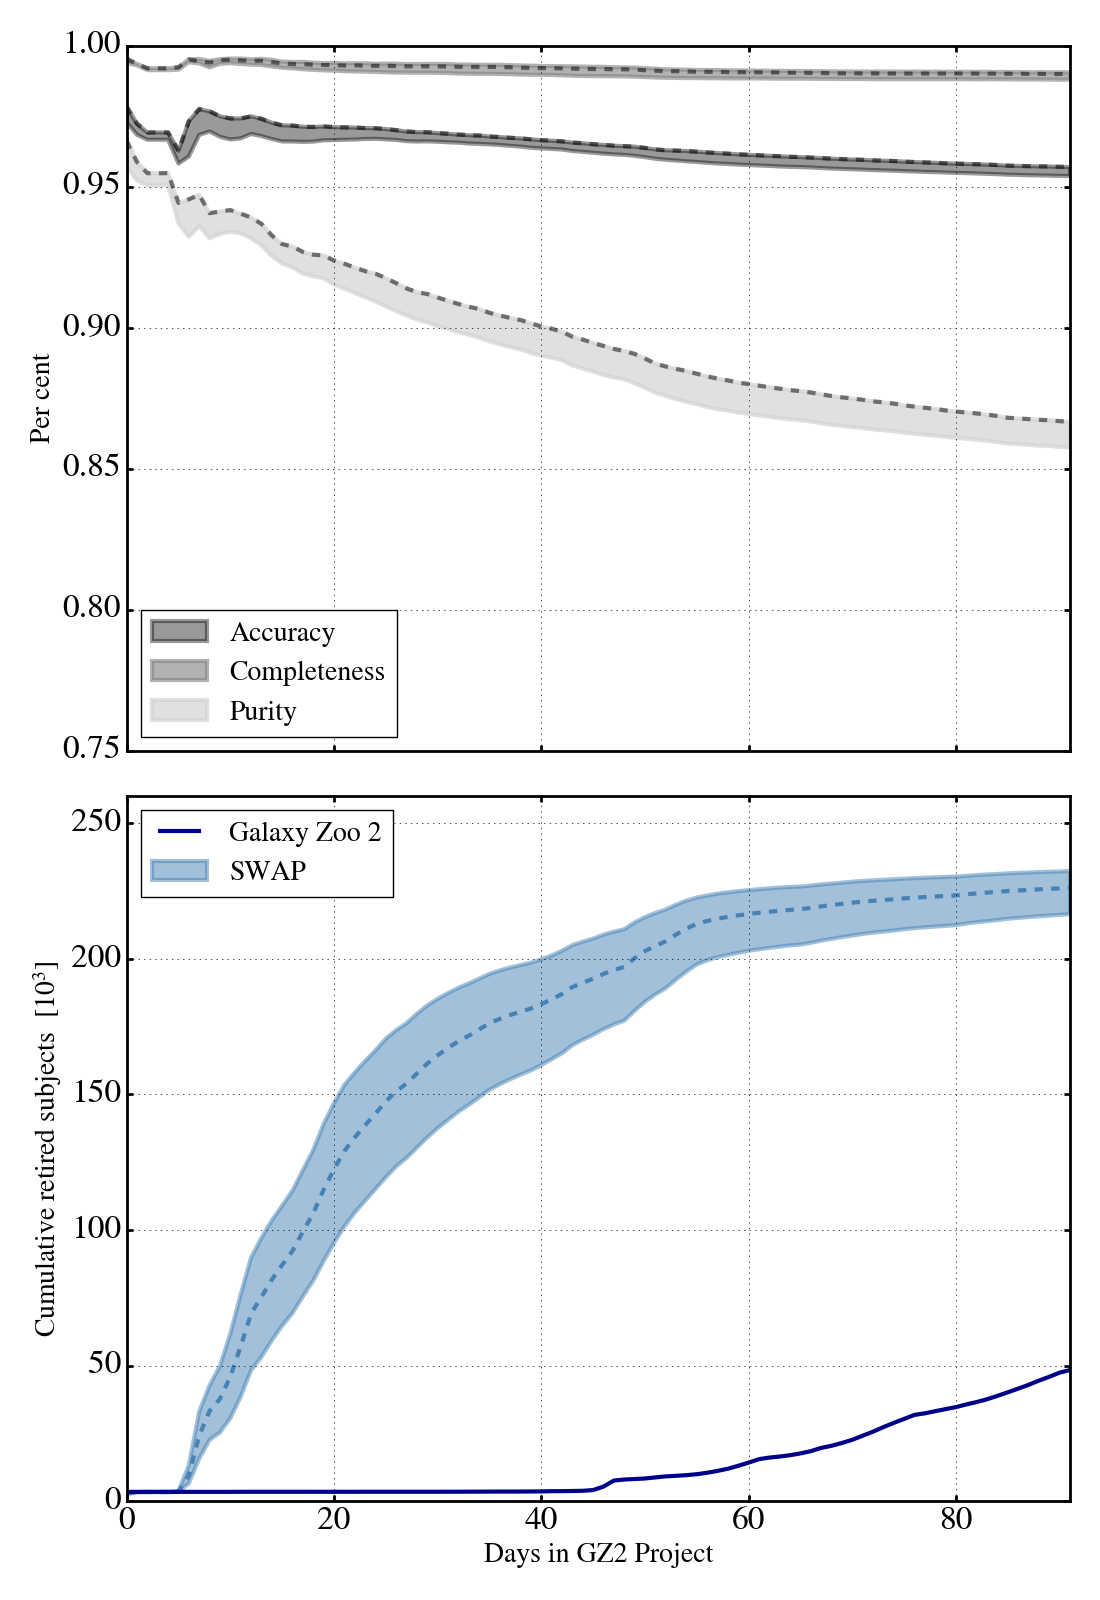 1.00
0.95
0.90
0.85
0.80
0.75
Per cent
Accuracy
Completeness
Purity
250
200
150
100
50
0
Cumulative retired subjects [10³]
Galaxy Zoo 2
SWAP
0 20 40 60 80
Days in GZ2 Project